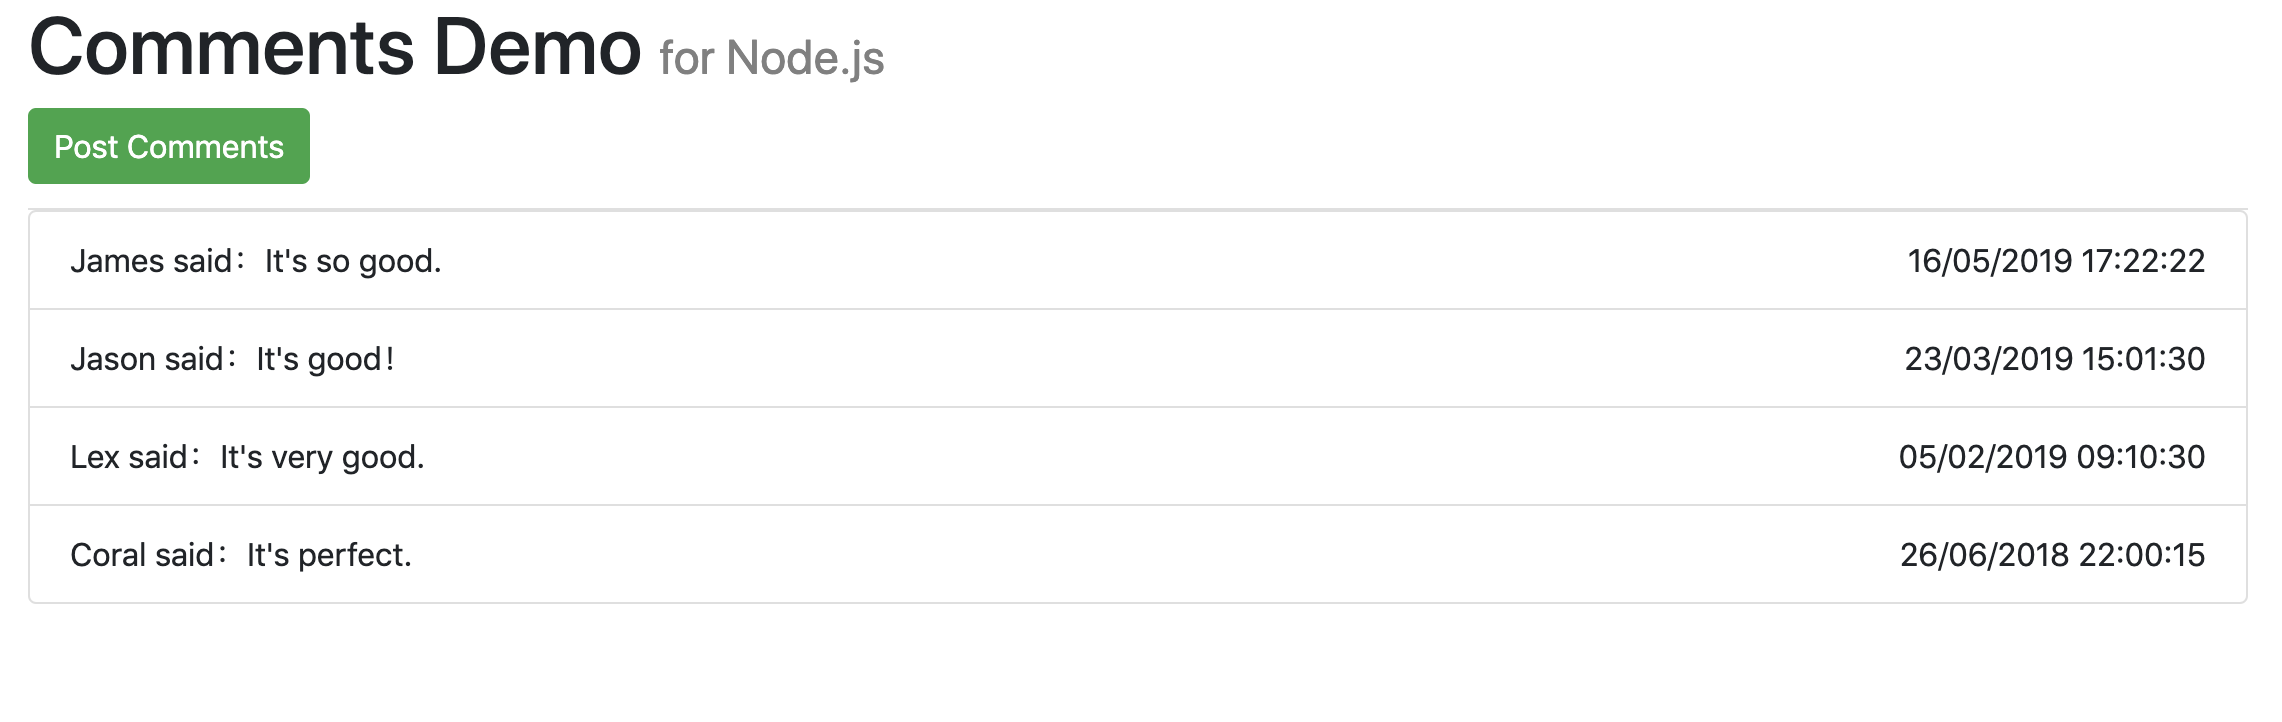 Comments Demo for Node.js
Post Comments
James said：It's so good. 16/05/2019 17:22:22
Jason said：It's good！ 23/03/2019 15:01:30
Lex said：It's very good. 05/02/2019 09:10:30
Coral said：It's perfect. 26/06/2018 22:00:15